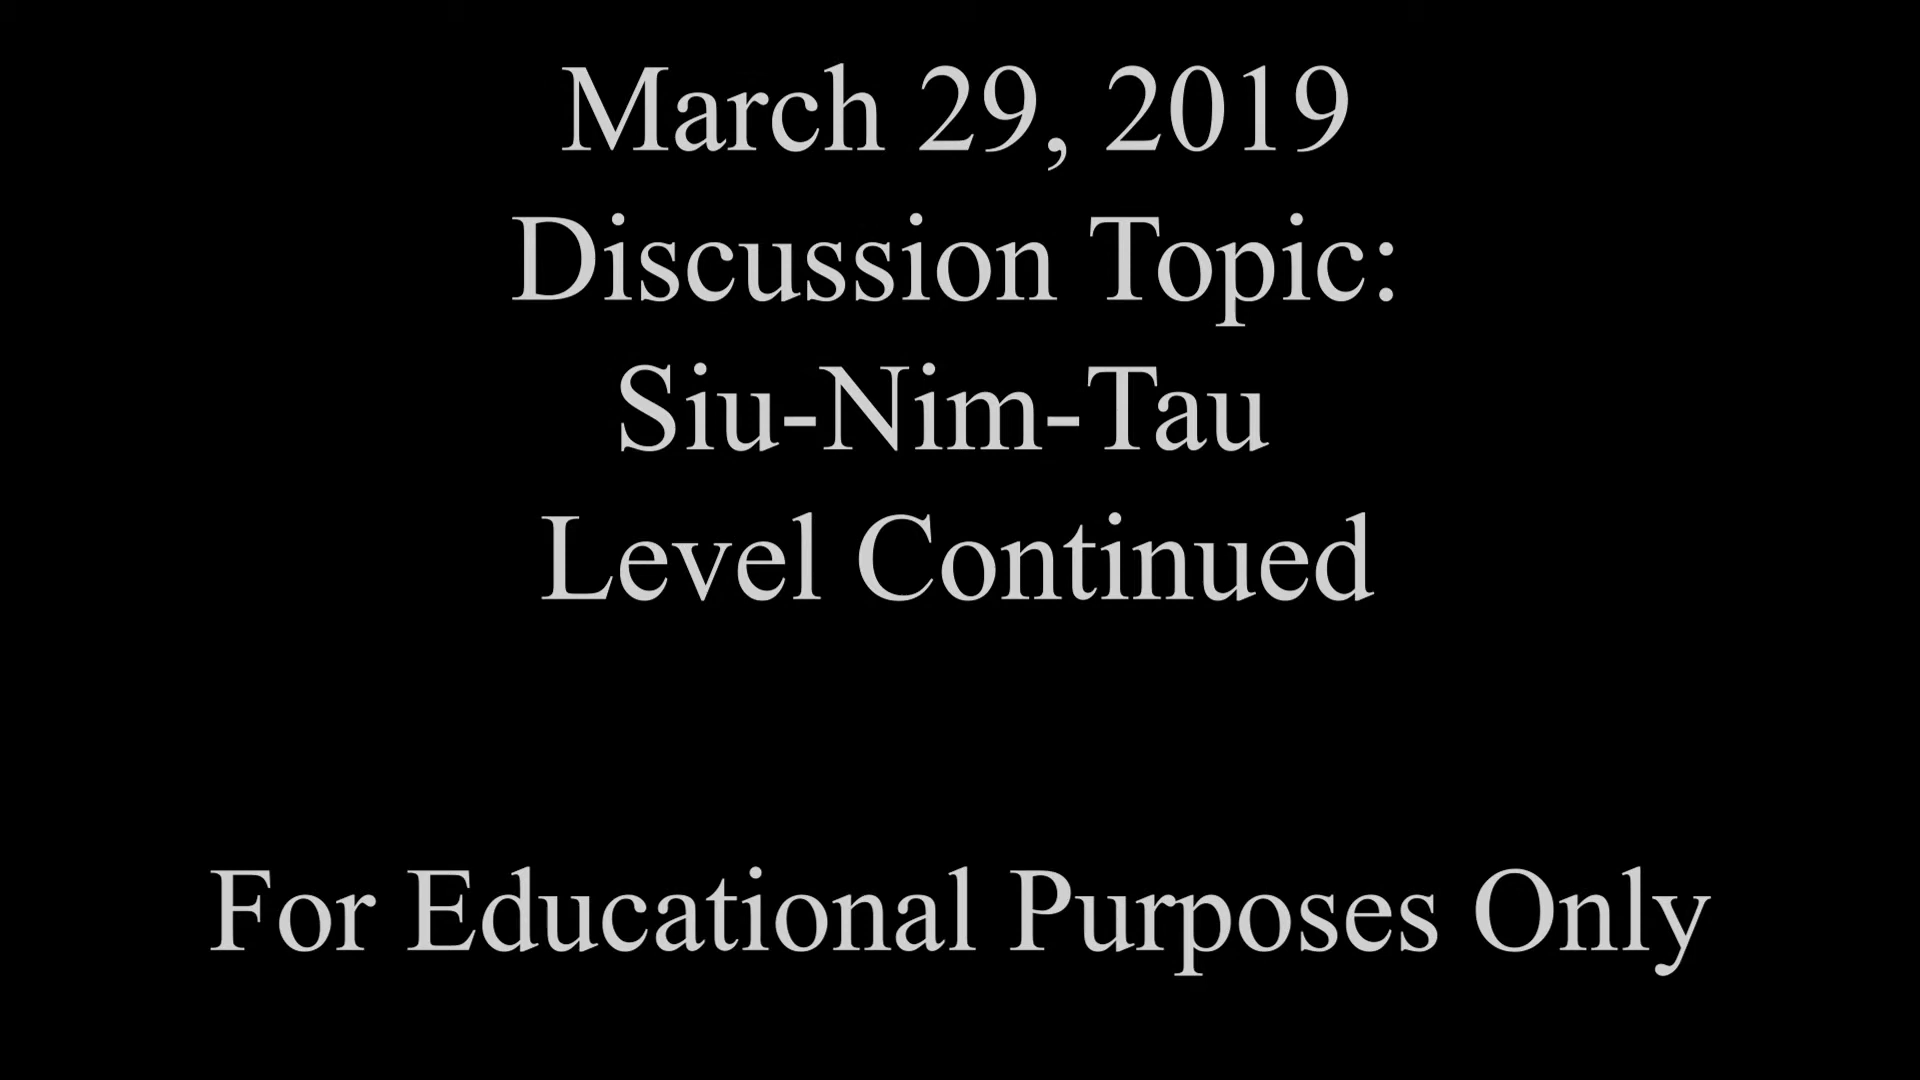 March 29, 2019
Discussion Topic:
Siu-Nim-Tau
Level Continued
For Educational Purposes Only